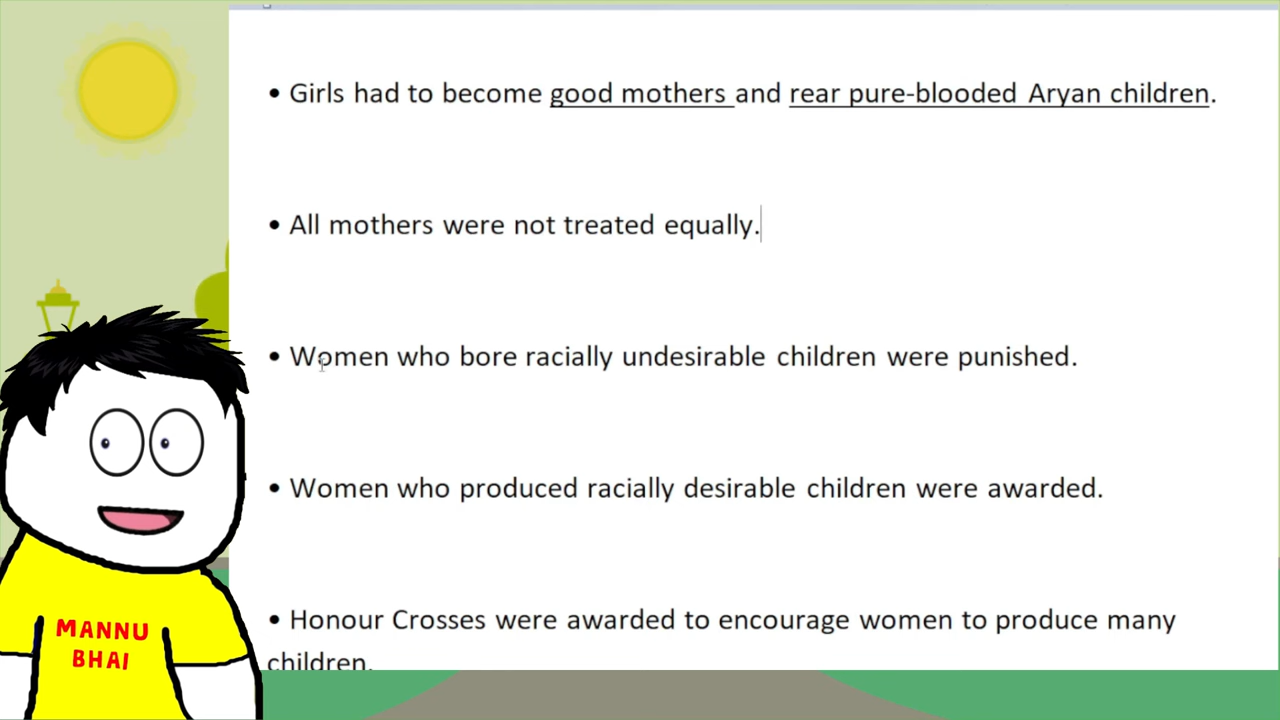 • Girls had to become good mothers and rear pure-blooded Aryan children.
• All mothers were not treated equally.
• Women who bore racially undesirable children were punished.
• Women who produced racially desirable children were awarded.
• Honour Crosses were awarded to encourage women to produce many
children.
MANNU
BHAI